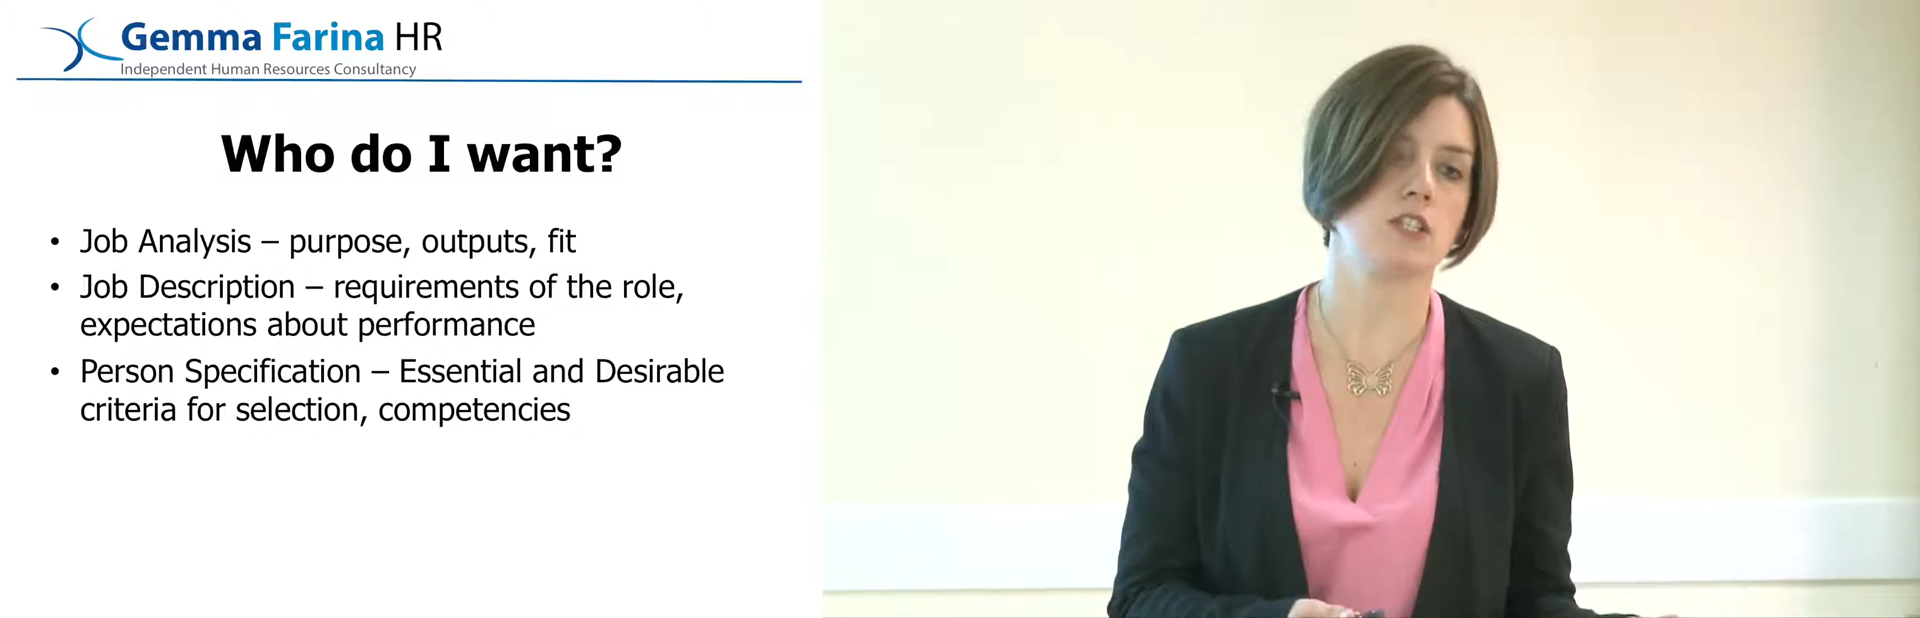 Gemma Farina HR
Independent Human Resources Consultancy
Who do I want?
• Job Analysis – purpose, outputs, fit
• Job Description – requirements of the role,
expectations about performance
• Person Specification – Essential and Desirable
criteria for selection, competencies